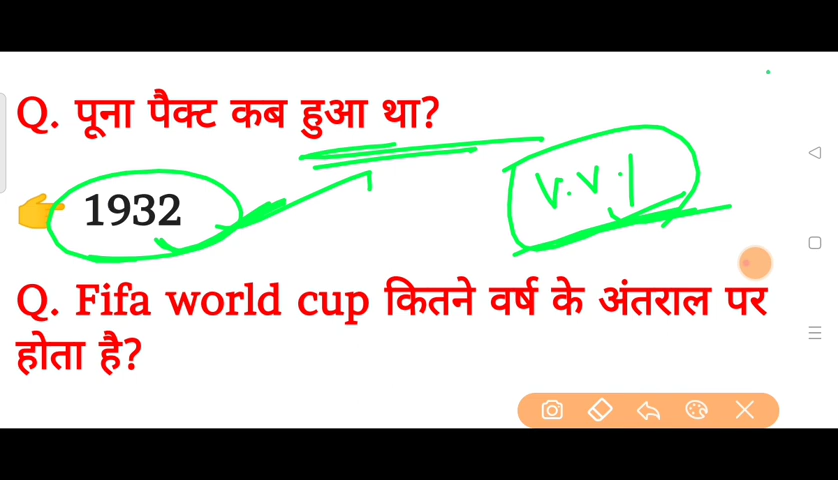 Q. पूना पैक्ट कब हुआ था?
1932
V.V.I
Q. Fifa world cup कितने वर्ष के अंतराल पर
होता है?